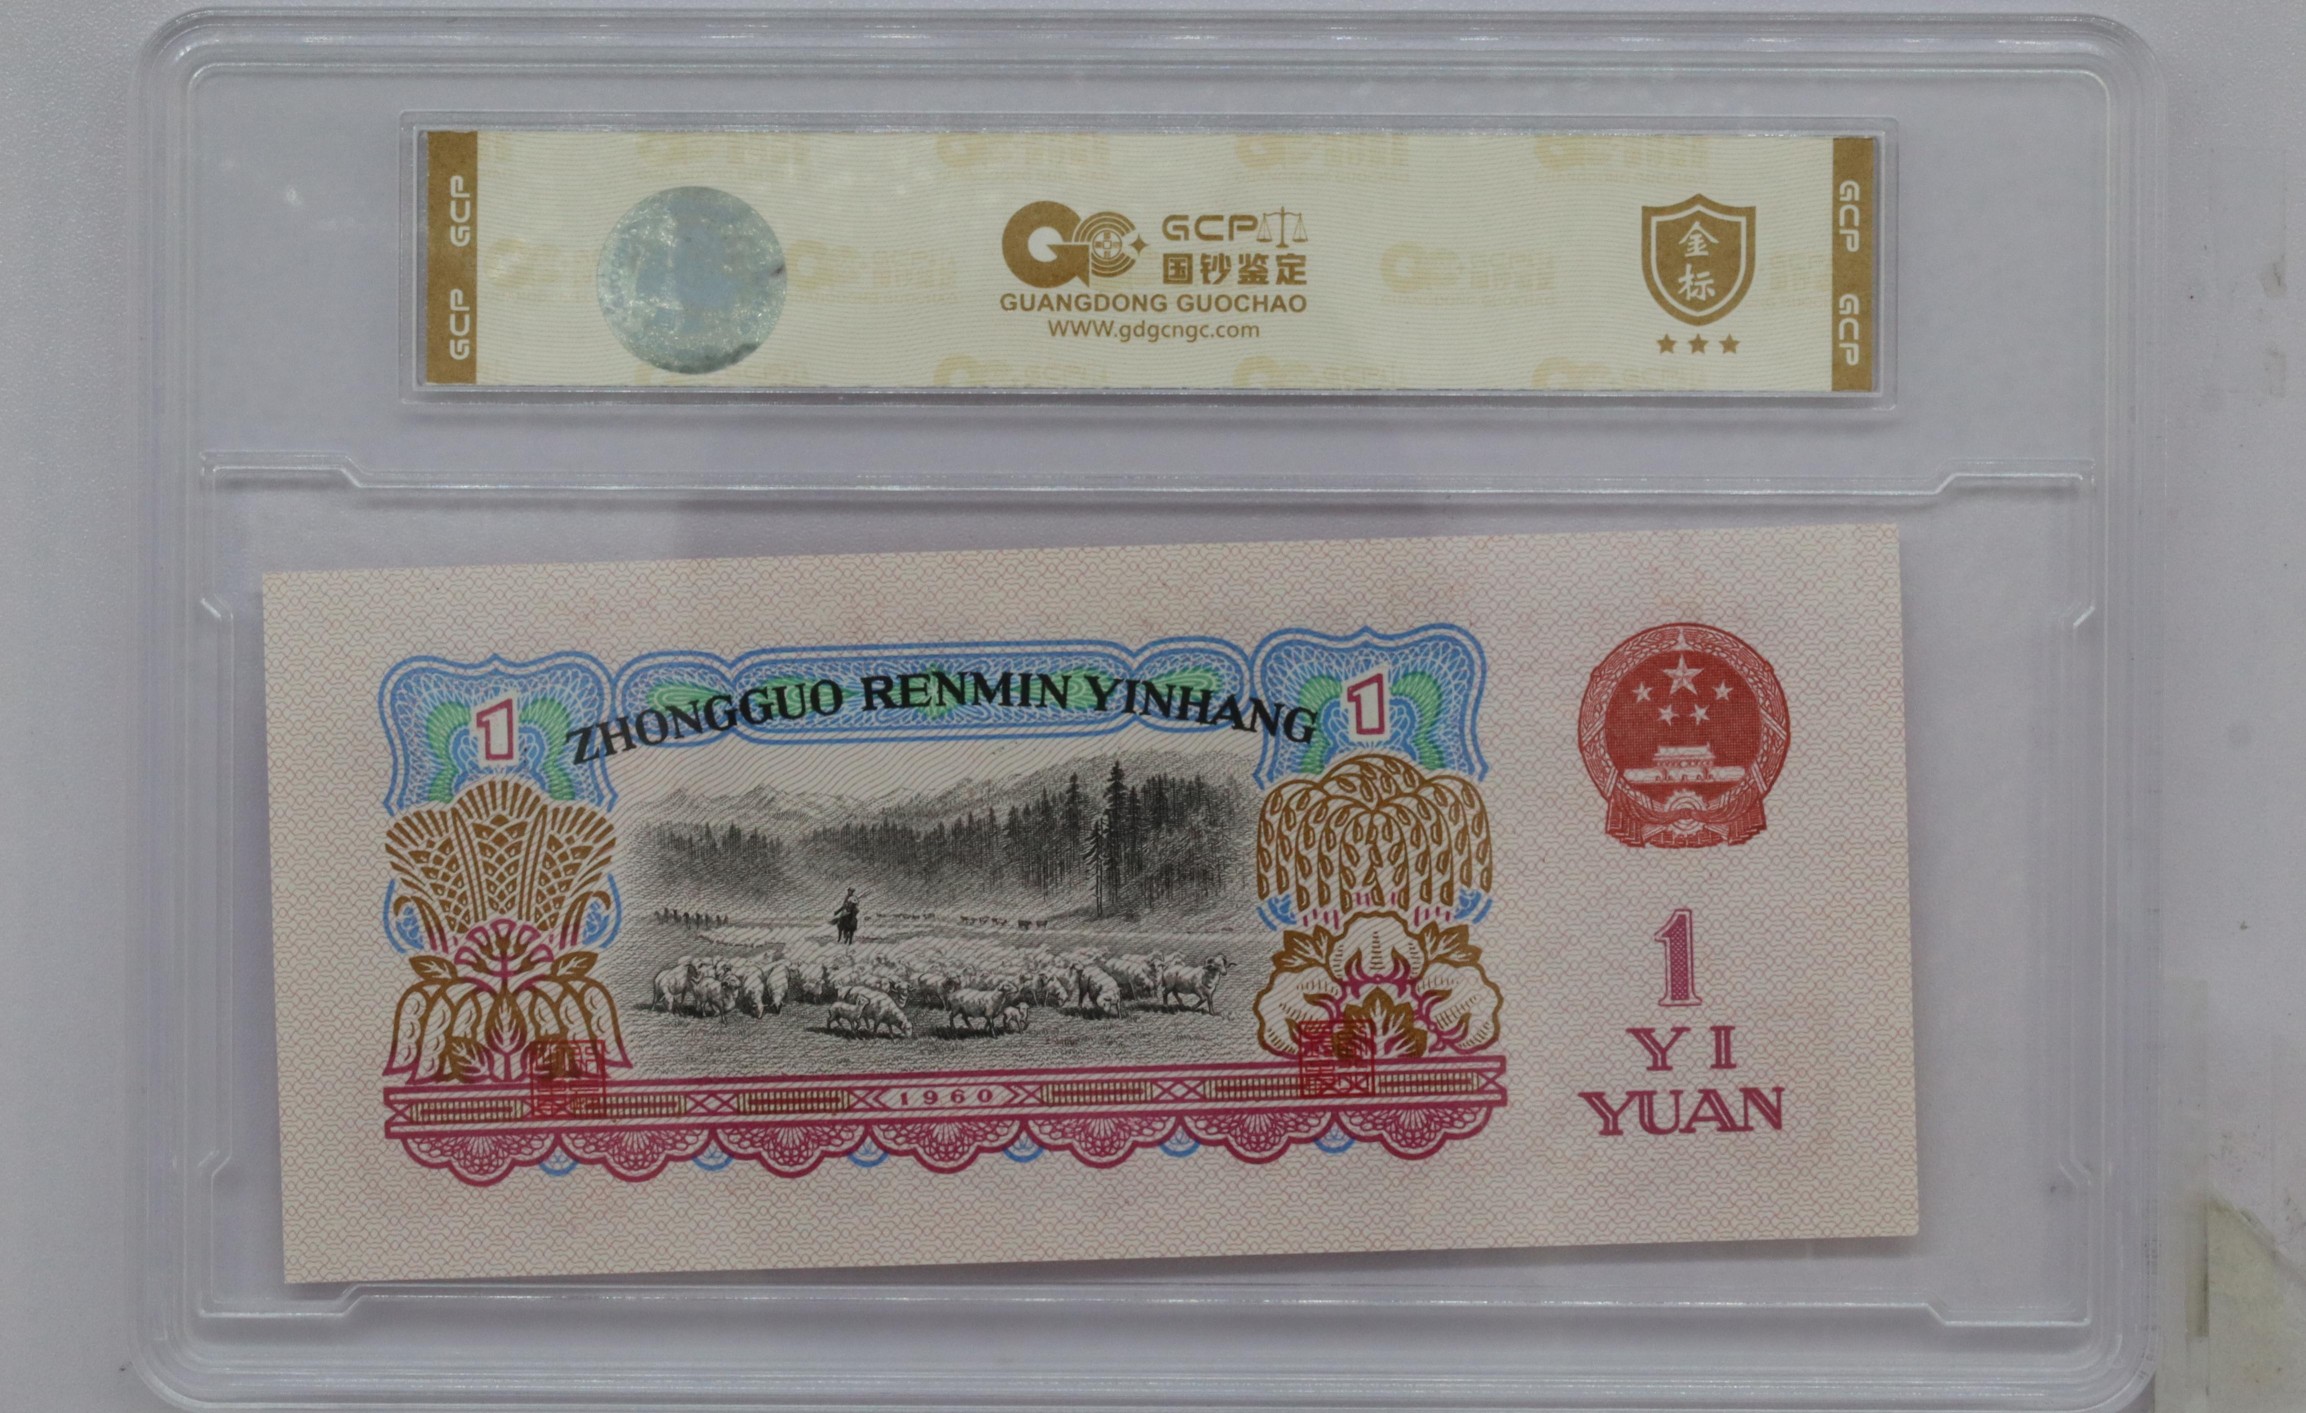 GCP GCP
GCP
国钞鉴定
GUANGDONG GUOCHAO
WWW.gdgcngc.com
金标
GCP GCP
ZHONGGUO RENMIN YINHANG
1
1
1960
1
YI
YUAN